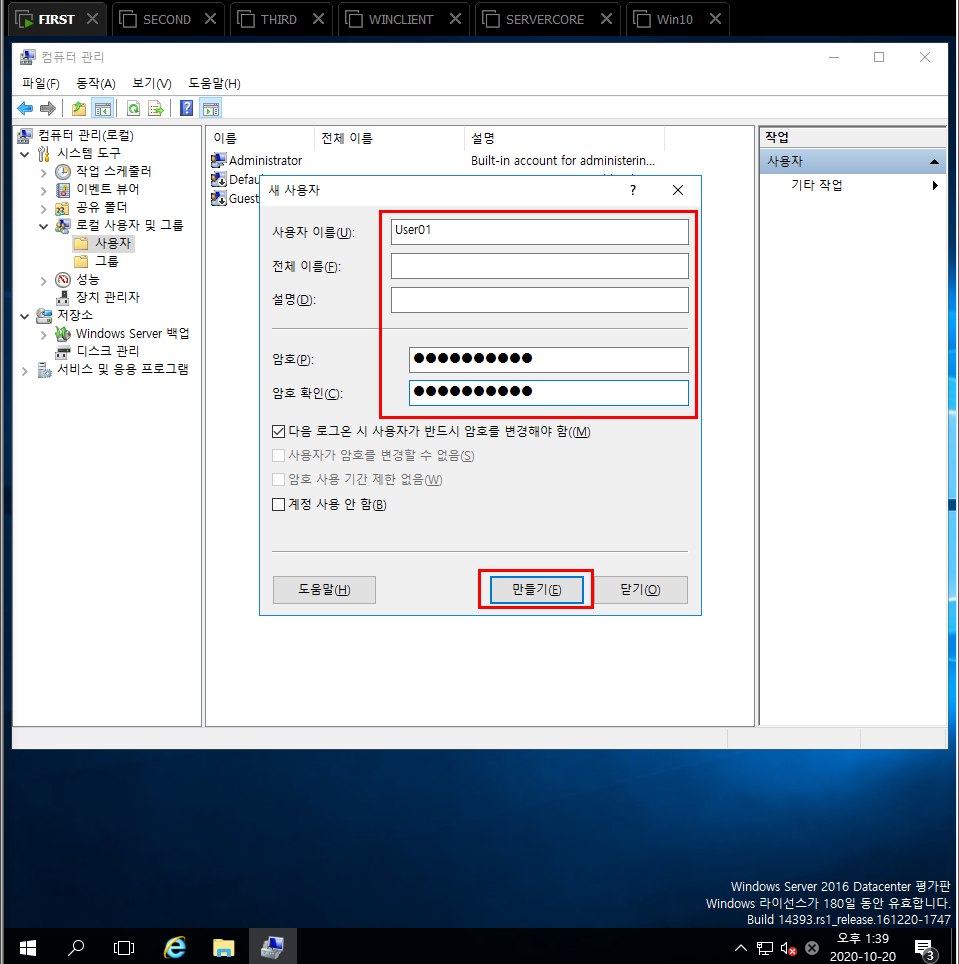 FIRST SECOND THIRD WINCLIENT SERVERCORE Win10
컴퓨터 관리
파일(F) 동작(A) 보기(V) 도움말(H)
컴퓨터 관리(로컬)
시스템 도구
작업 스케줄러
이벤트 뷰어
공유 폴더
로컬 사용자 및 그룹
사용자
그룹
성능
장치 관리자
저장소
Windows Server 백업
디스크 관리
서비스 및 응용 프로그램
이름 전체 이름 설명
Administrator Built-in account for administerin...
Guest
작업
사용자
기타 작업
새 사용자 ?
사용자 이름(U): User01
전체 이름(F):
설명(D):
암호(P): ●●●●●●●●●●
암호 확인(C): ●●●●●●●●●●
다음 로그온 시 사용자가 반드시 암호를 변경해야 함((M)
사용자가 암호를 변경할 수 없음(S)
암호 사용 기간 제한 없음(W)
계정 사용 안 함(B)
도움말(H) 만들기(E) 닫기(O)
Windows Server 2016 Datacenter 평가판
Windows 라이선스가 180일 동안 유효합니다.
Build 14393.rs1_release.161220-1747
오후 1:39
2020-10-20
3